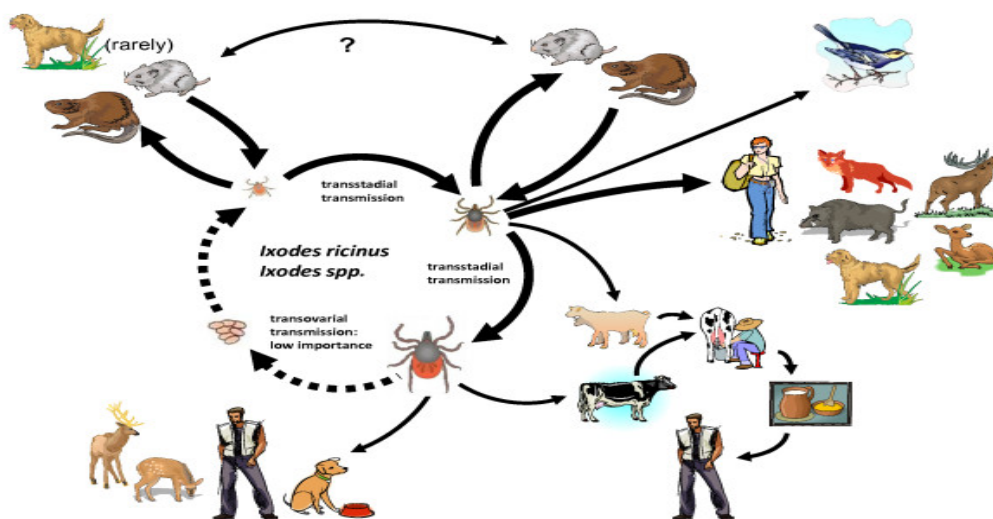 (rarely)
?
transstadial
transmission
Ixodes ricinus
Ixodes spp.
transstadial
transmission
transovarial
transmission:
low importance